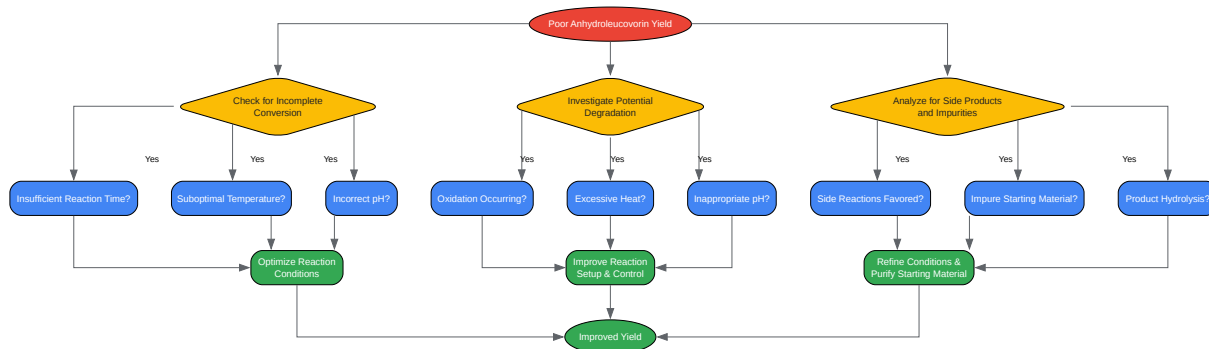 Poor Anhydroleucovorin Yield
Check for Incomplete
Conversion
Investigate Potential
Degradation
Analyze for Side Products
and Impurities
Yes
Yes
Yes
Yes
Yes
Yes
Yes
Yes
Yes
Insufficient Reaction Time?
Suboptimal Temperature?
Incorrect pH?
Oxidation Occurring?
Excessive Heat?
Inappropriate pH?
Side Reactions Favored?
Impure Starting Material?
Product Hydrolysis?
Optimize Reaction
Conditions
Improve Reaction
Setup & Control
Refine Conditions &
Purify Starting Material
Improved Yield